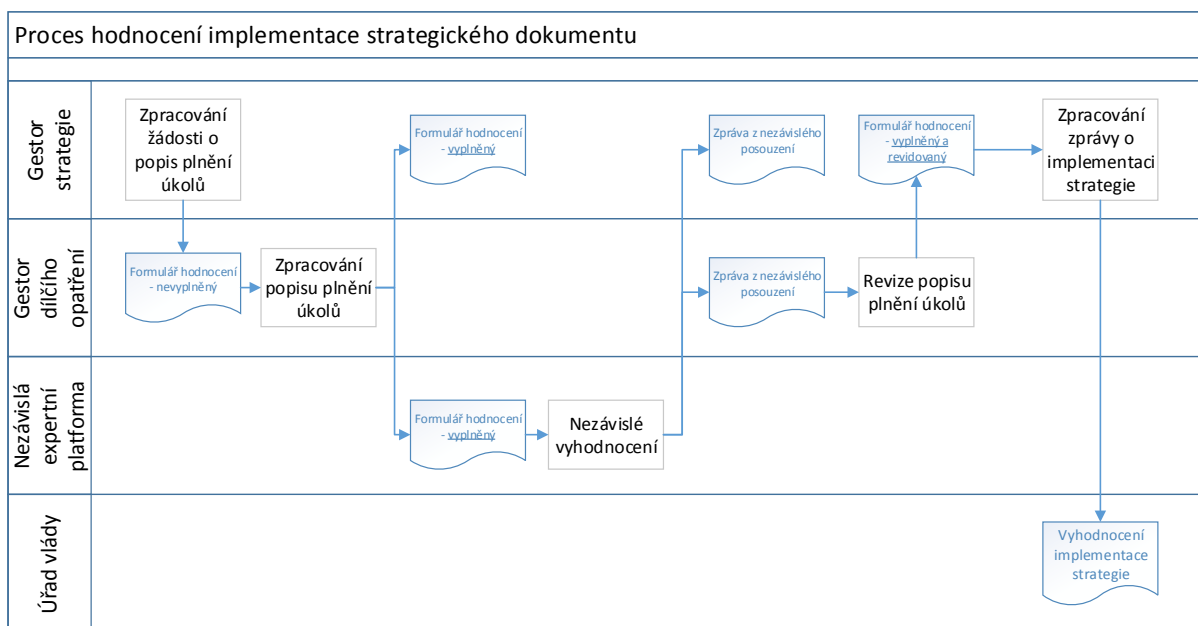 Proces hodnocení implementace strategického dokumentu
Gestor
strategie
Zpracování
žádosti o
popis plnění
úkolů
Formulář hodnocení
- vyplněný
Zpráva z nezávislého
posouzení
Formulář hodnocení
- vyplněný a
revidovaný
Zpracování
zprávy o
implementaci
strategie
Gestor
dílčího
opatření
Formulář hodnocení
- nevyplněný
Zpracování
popisu plnění
úkolů
Zpráva z nezávislého
posouzení
Revize popisu
plnění úkolů
Nezávislá
expertní
platforma
Formulář hodnocení
- vyplněný
Nezávislé
vyhodnocení
Úřad vlády
Vyhodnocení
implementace
strategie